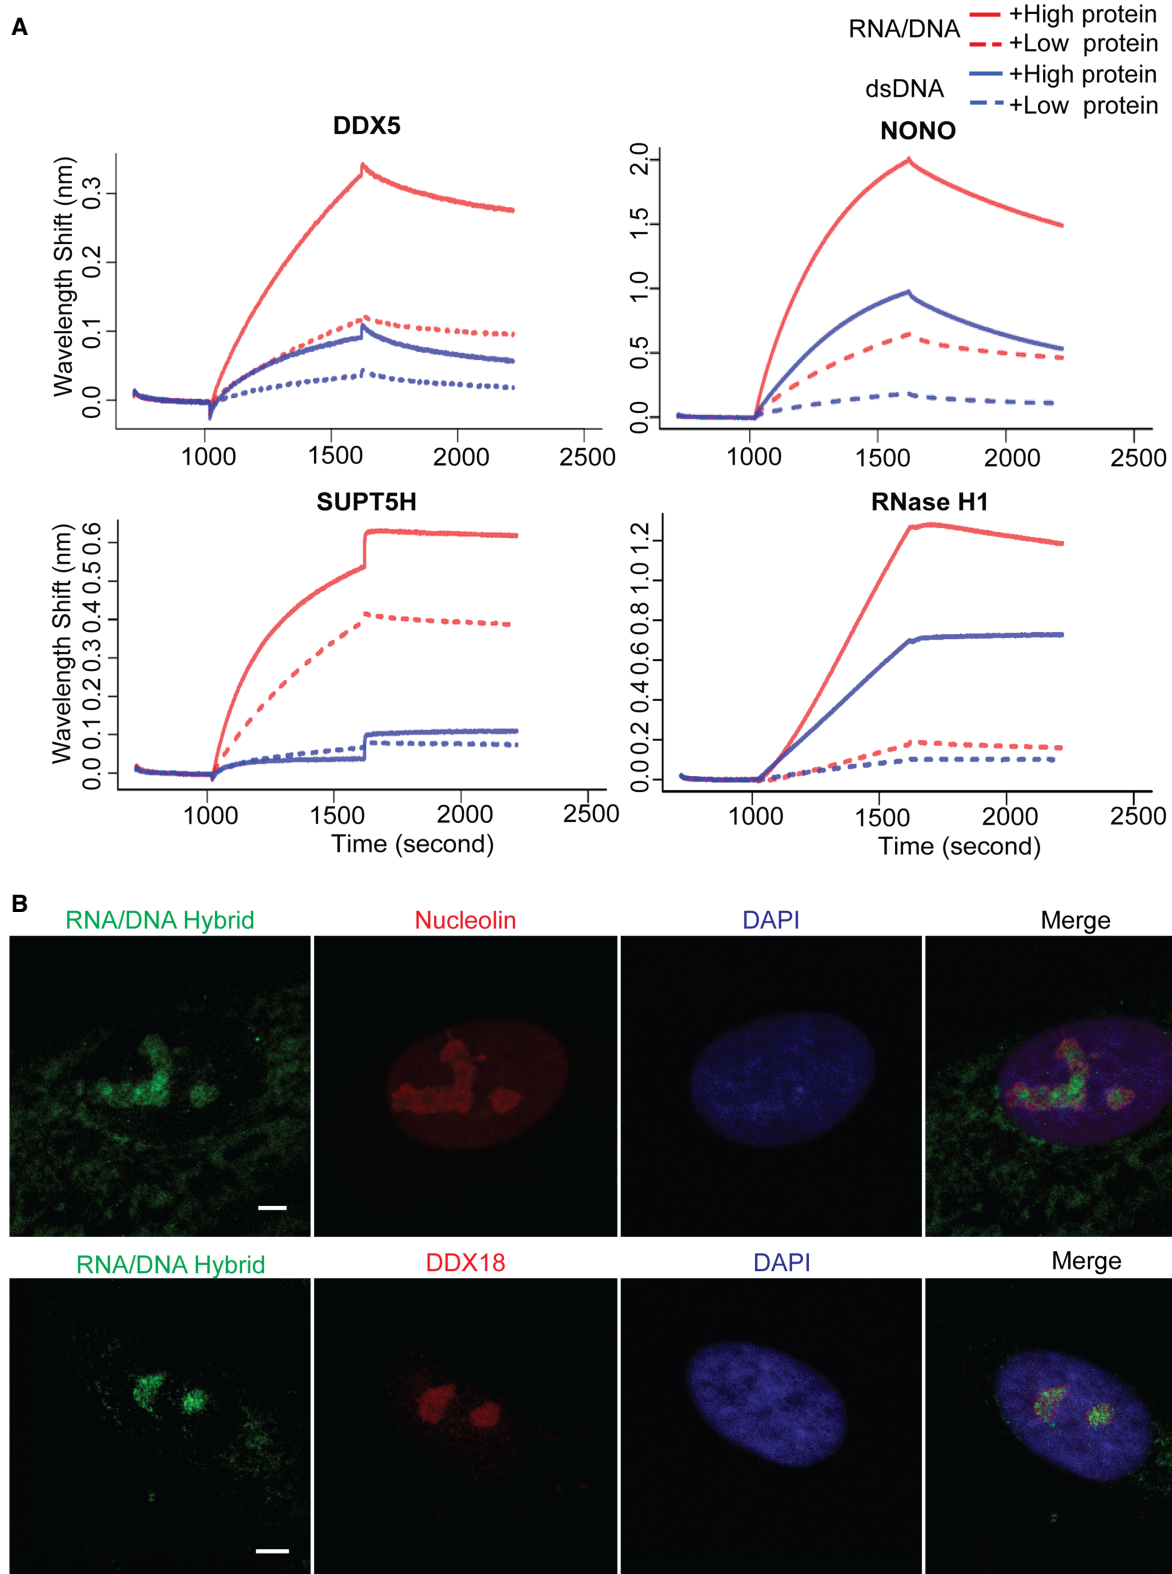 A
RNA/DNA
+High protein
+Low protein
dsDNA
+High protein
+Low protein
DDX5
Wavelength Shift (nm)
0.0 0.1 0.2 0.3
1000 1500 2000 2500
NONO
0.0 0.5 1.0 1.5 2.0
1000 1500 2000 2500
SUPT5H
Wavelength Shift (nm)
0.0 0.1 0.2 0.3 0.4 0.5 0.6
1000 1500 2000 2500
Time (second)
RNase H1
0.0 0.2 0.4 0.6 0.8 1.0 1.2
1000 1500 2000 2500
Time (second)
B
RNA/DNA Hybrid Nucleolin DAPI Merge
RNA/DNA Hybrid DDX18 DAPI Merge